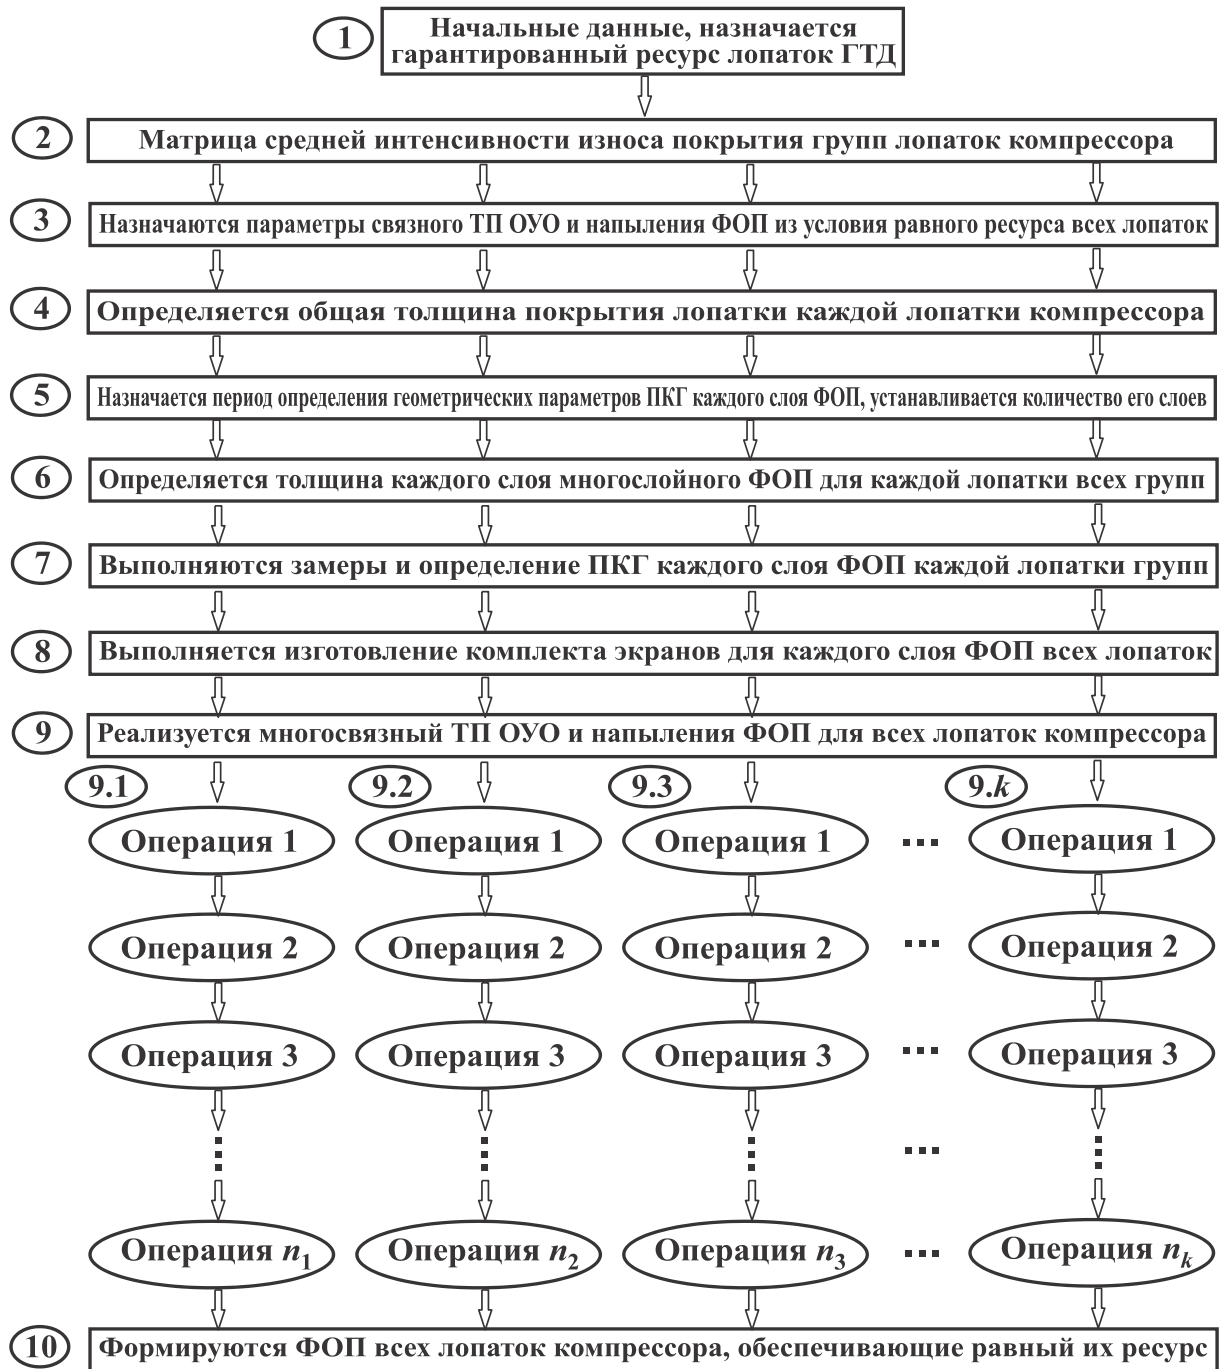 1
Начальные данные, назначается
гарантированный ресурс лопаток ГТД
2
Матрица средней интенсивности износа покрытия групп лопаток компрессора
3
Назначаются параметры связного ТП ОУО и напыления ФОП из условия равного ресурса всех лопаток
4
Определяется общая толщина покрытия лопатки каждой лопатки компрессора
5
Назначается период определения геометрических параметров ПКГ каждого слоя ФОП, устанавливается количество его слоев
6
Определяется толщина каждого слоя многослойного ФОП для каждой лопатки всех групп
7
Выполняются замеры и определение ПКГ каждого слоя ФОП каждой лопатки групп
8
Выполняется изготовление комплекта экранов для каждого слоя ФОП всех лопаток
9
Реализуется многосвязный ТП ОУО и напыления ФОП для всех лопаток компрессора
9.1 9.2 9.3 9.k
Операция 1 Операция 1 Операция 1 ... Операция 1
Операция 2 Операция 2 Операция 2 ... Операция 2
Операция 3 Операция 3 Операция 3 ... Операция 3
...
Операция n1 Операция n2 Операция n3 ... Операция nk
10
Формируются ФОП всех лопаток компрессора, обеспечивающие равный их ресурс